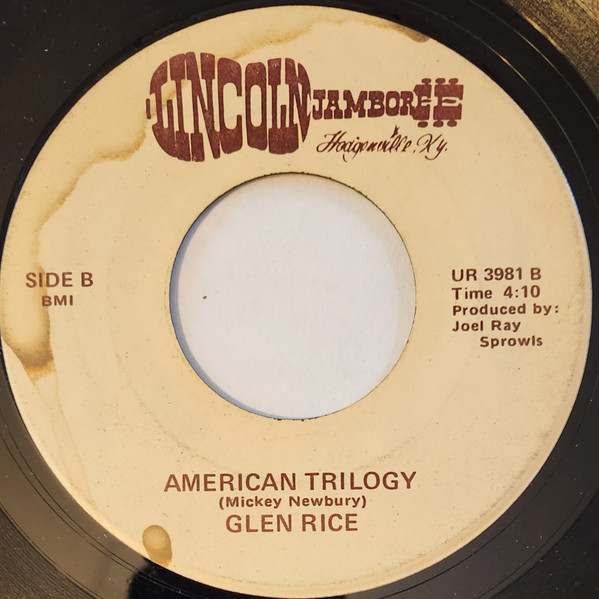 LINCOLN JAMBOREE
Hodgenville, Ky.
SIDE B
BMI
UR 3981 B
Time 4:10
Produced by:
Joel Ray
Sprowls
AMERICAN TRILOGY
(Mickey Newbury)
GLEN RICE